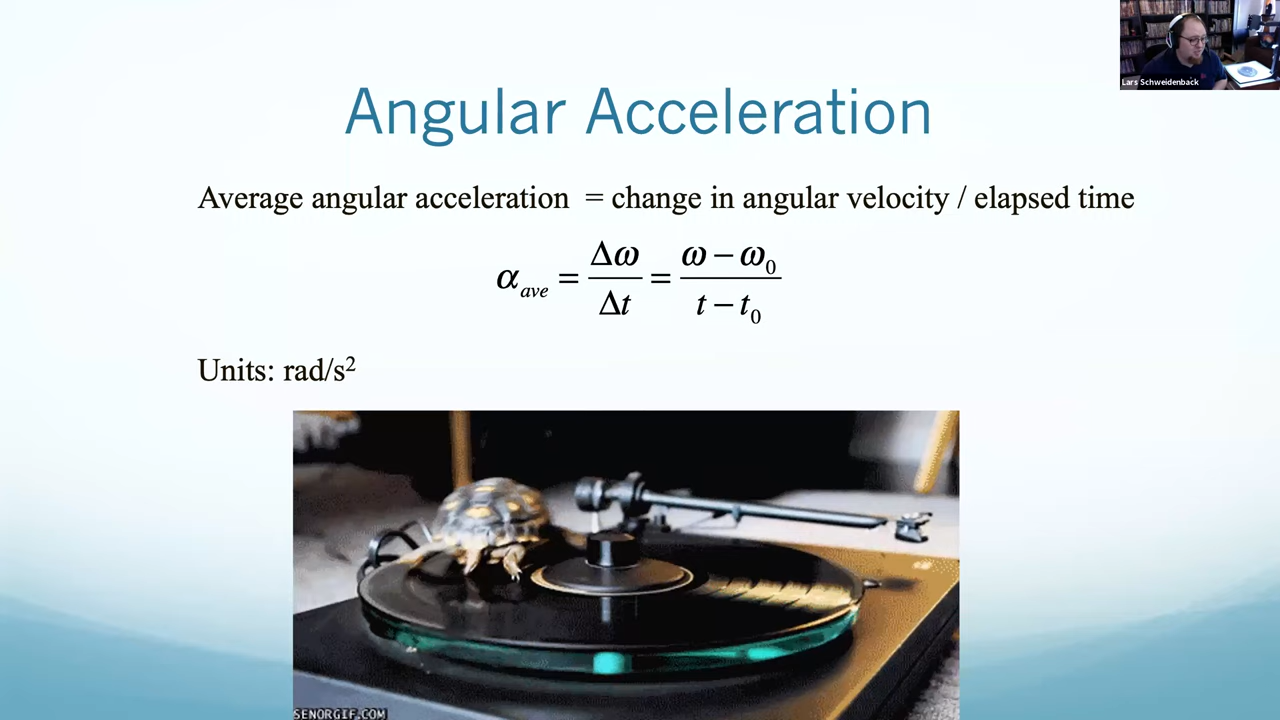 Lars Schweidenback
Angular Acceleration
Average angular acceleration = change in angular velocity / elapsed time
α_ave = Δω/Δt = (ω − ω₀)/(t − t₀)
Units: rad/s²
SENORGIF.COM